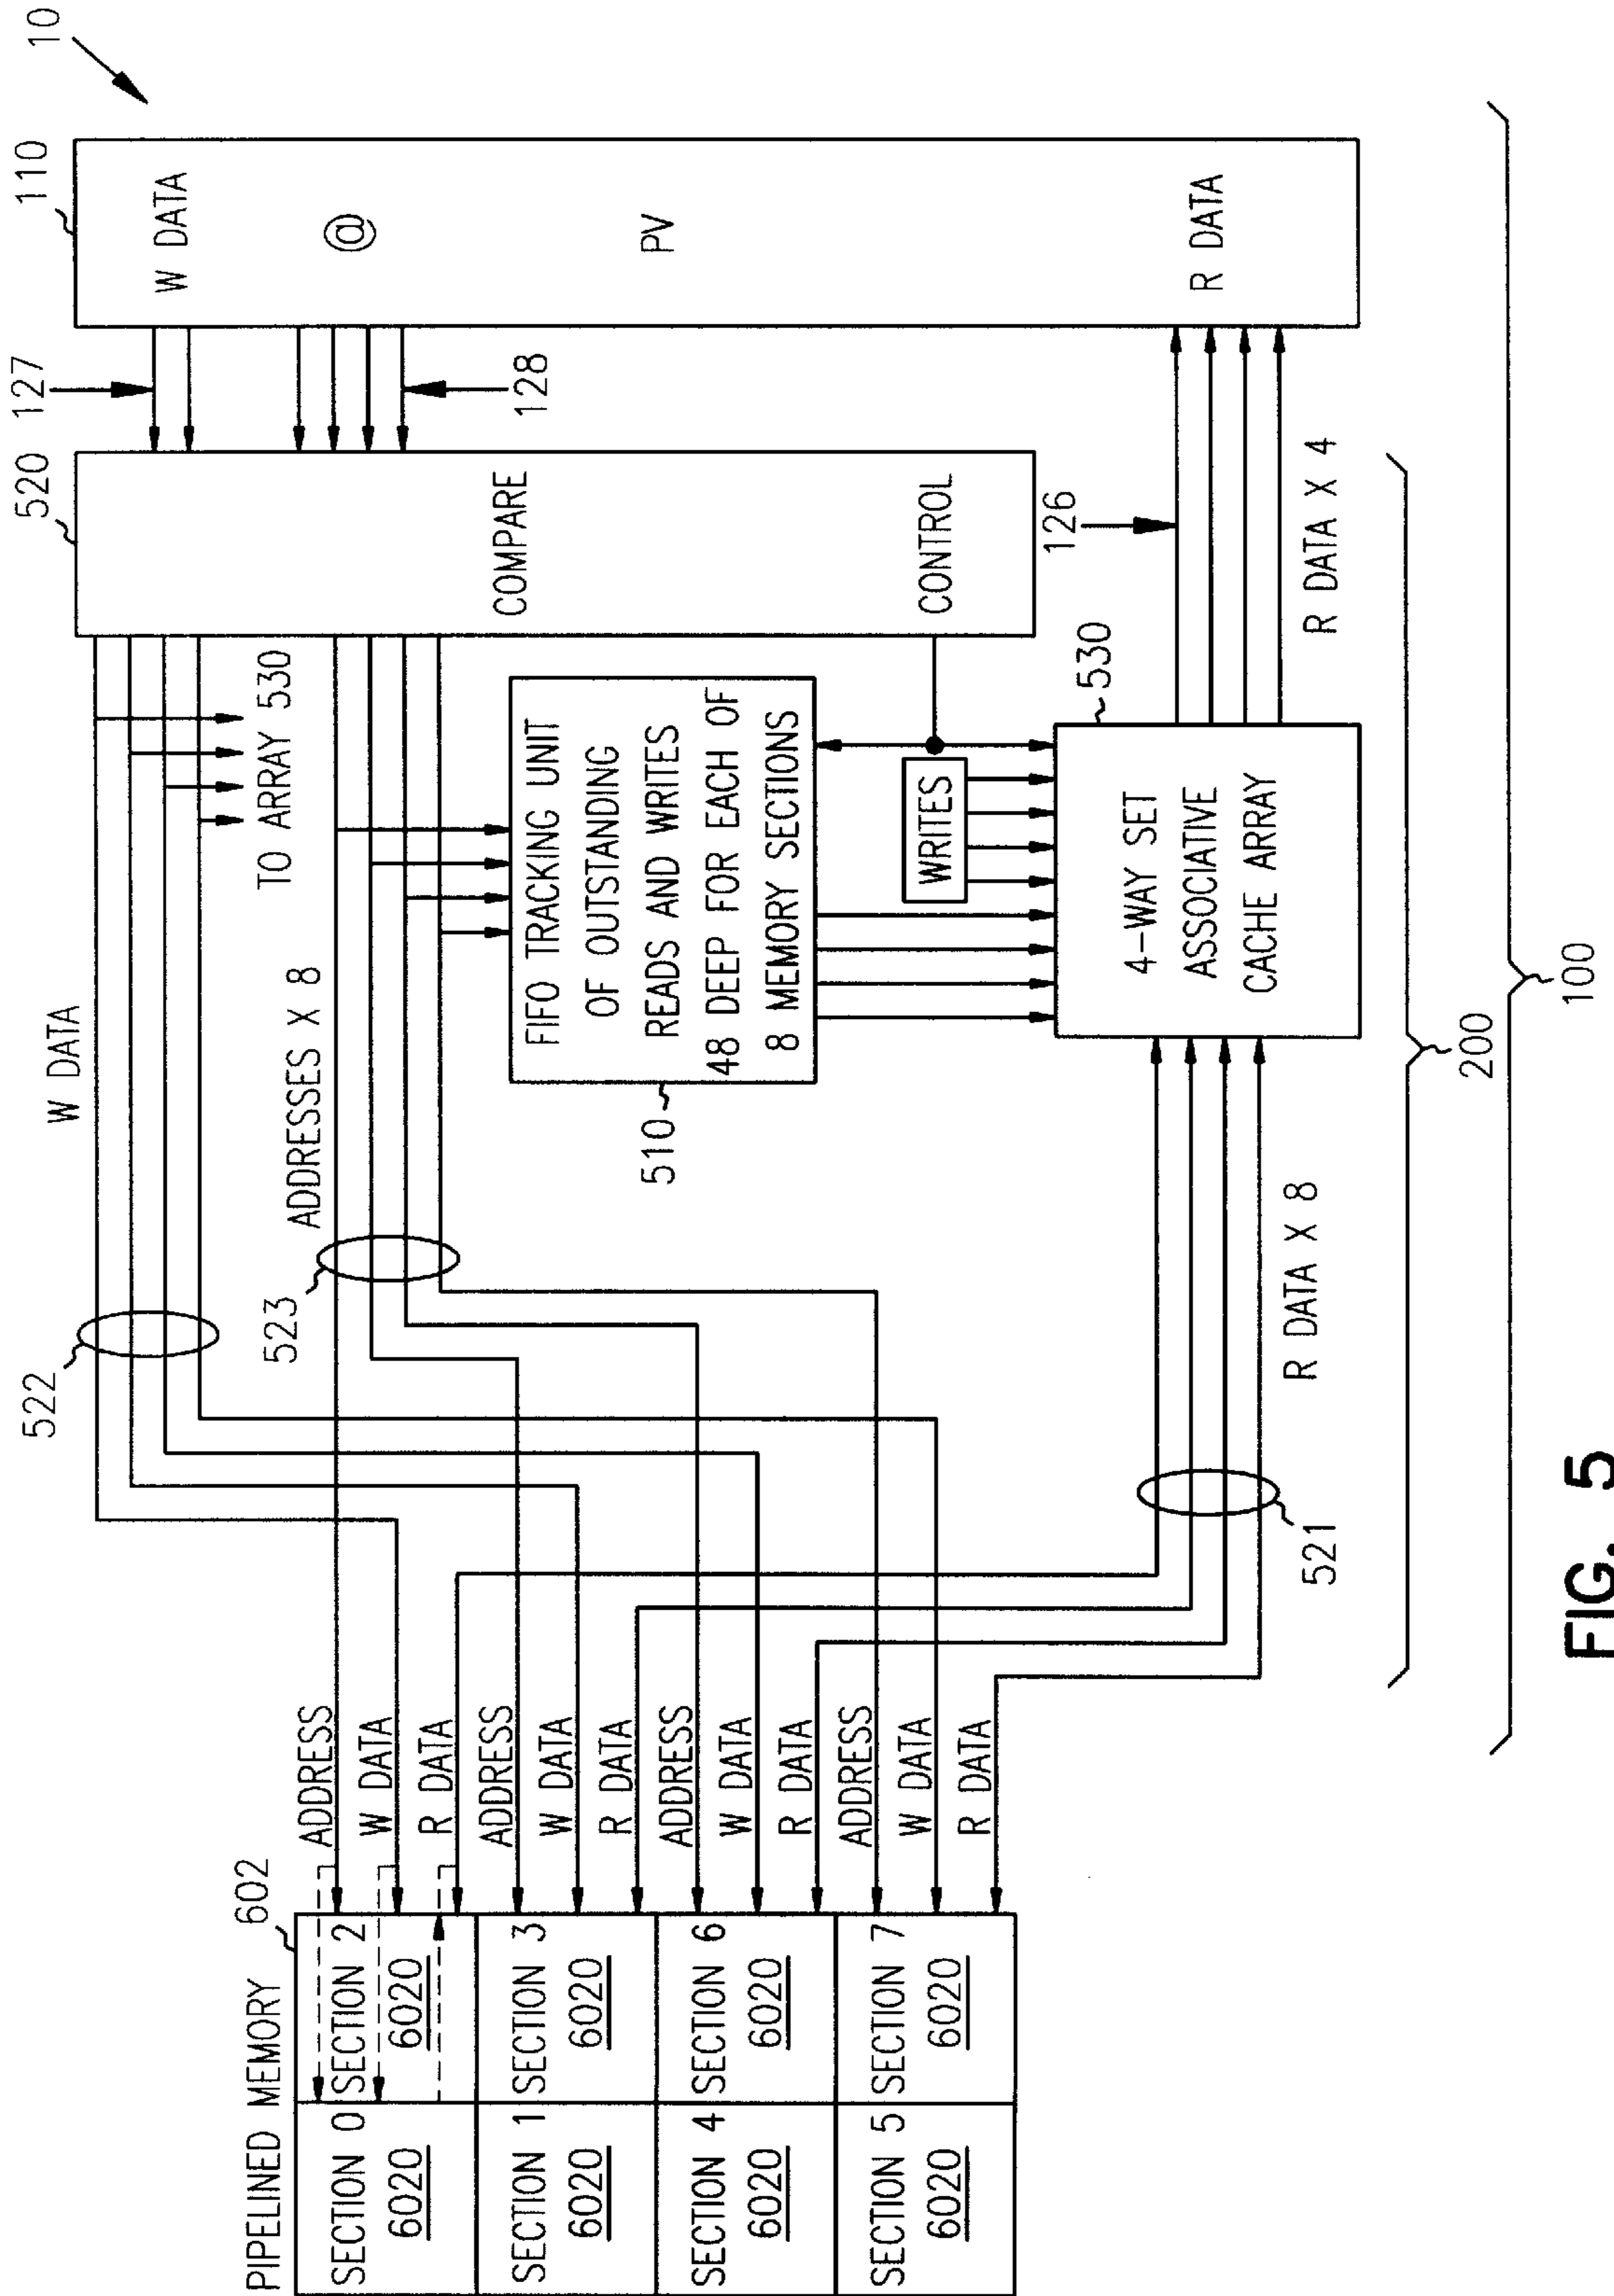 10
110
W DATA
@
PV
R DATA
127
128
520
COMPARE
CONTROL
126
R DATA X 4
W DATA
TO ARRAY 530
ADDRESSES X 8
522
523
510
FIFO TRACKING UNIT
OF OUTSTANDING
READS AND WRITES
48 DEEP FOR EACH OF
8 MEMORY SECTIONS
WRITES
530
4-WAY SET
ASSOCIATIVE
CACHE ARRAY
R DATA X 8
521
200
100
PIPELINED MEMORY
602
SECTION 0
6020
SECTION 2
6020
SECTION 1
6020
SECTION 3
6020
SECTION 4
6020
SECTION 6
6020
SECTION 5
6020
SECTION 7
6020
ADDRESS
W DATA
R DATA
ADDRESS
W DATA
R DATA
ADDRESS
W DATA
R DATA
ADDRESS
W DATA
R DATA
FIG. 5